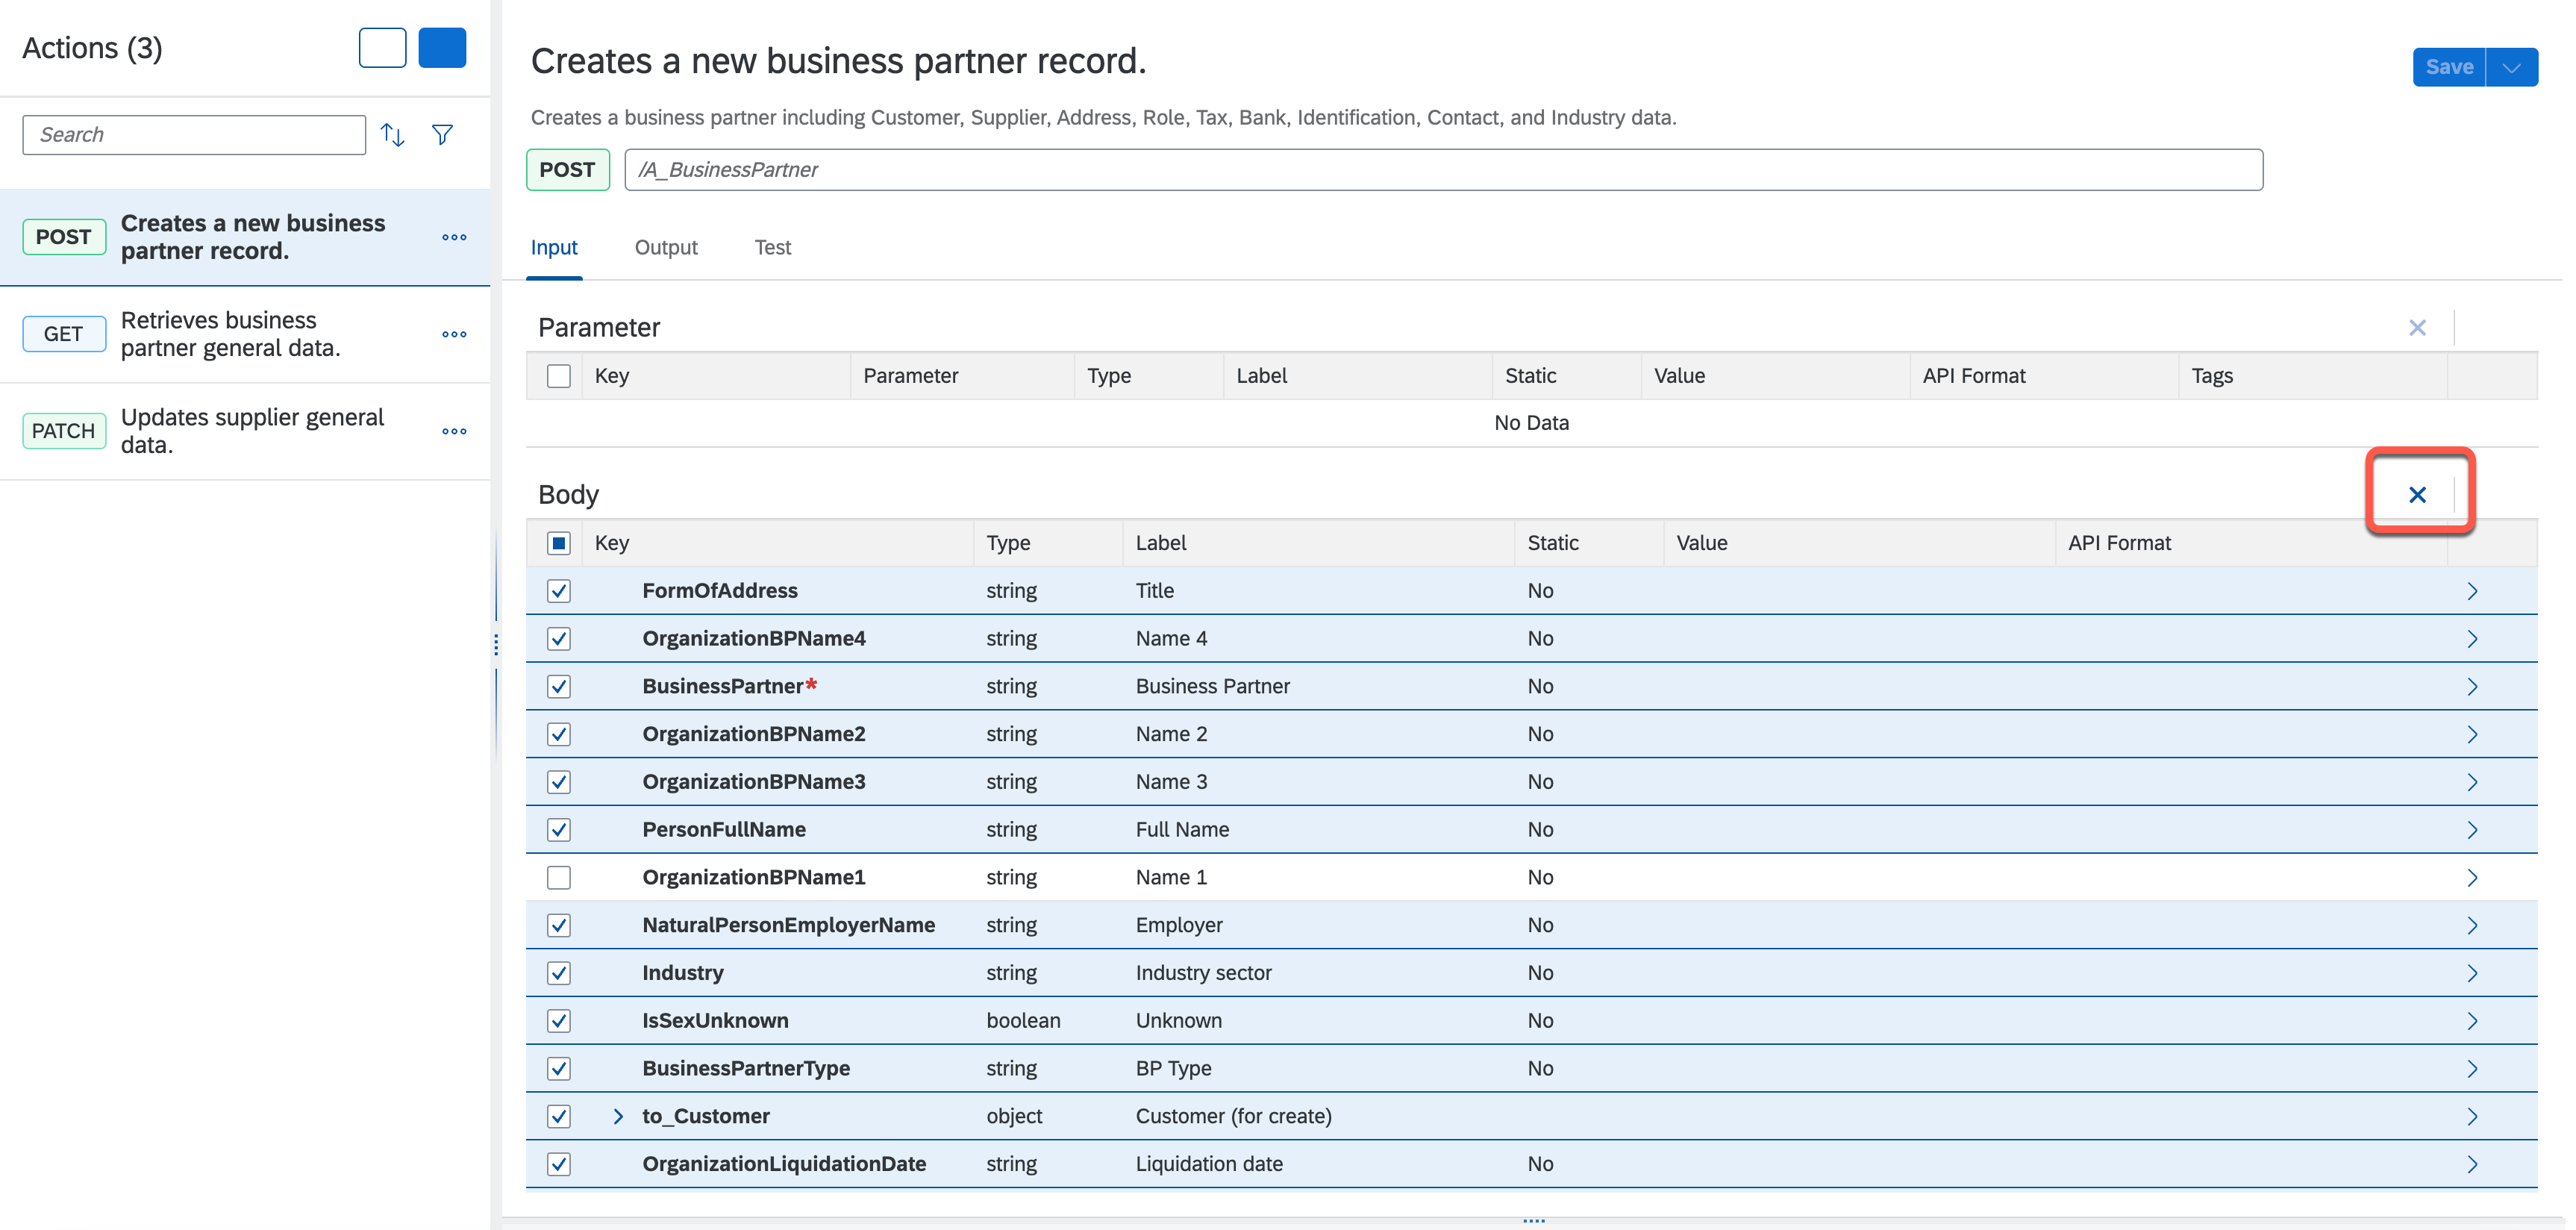 Actions (3)
Search
POST
Creates a new business
partner record.
GET
Retrieves business
partner general data.
PATCH
Updates supplier general
data.
Creates a new business partner record.
Save
Creates a business partner including Customer, Supplier, Address, Role, Tax, Bank, Identification, Contact, and Industry data.
POST
/A_BusinessPartner
Input Output Test
Parameter
Key Parameter Type Label Static Value API Format Tags
No Data
Body
Key Type Label Static Value API Format
FormOfAddress string Title No
OrganizationBPName4 string Name 4 No
BusinessPartner* string Business Partner No
OrganizationBPName2 string Name 2 No
OrganizationBPName3 string Name 3 No
PersonFullName string Full Name No
OrganizationBPName1 string Name 1 No
NaturalPersonEmployerName string Employer No
Industry string Industry sector No
IsSexUnknown boolean Unknown No
BusinessPartnerType string BP Type No
to_Customer object Customer (for create)
OrganizationLiquidationDate string Liquidation date No